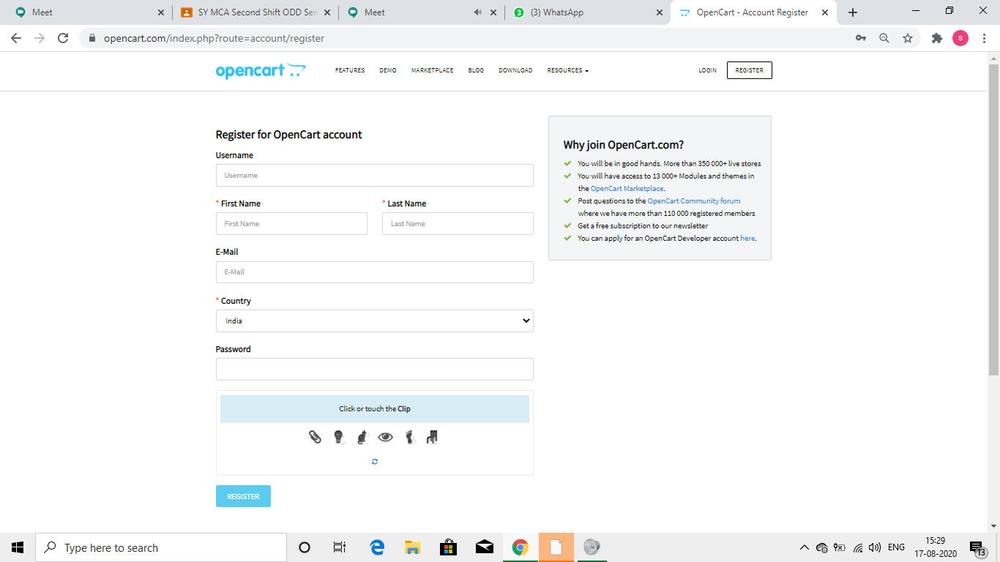 Meet
SY MCA Second Shift ODD Sem
Meet
(3) WhatsApp
OpenCart - Account Register
opencart.com/index.php?route=account/register
s
opencart
FEATURES
DEMO
MARKETPLACE
BLOG
DOWNLOAD
RESOURCES
LOGIN
REGISTER
Register for OpenCart account
Username
Username
* First Name
* Last Name
First Name
Last Name
E-Mail
E-Mail
* Country
India
Password
Click or touch the Clip
REGISTER
Why join OpenCart.com?
You will be in good hands. More than 350 000+ live stores
You will have access to 13 000+ Modules and themes in
the OpenCart Marketplace.
Post questions to the OpenCart Community forum
where we have more than 110 000 registered members
Get a free subscription to our newsletter
You can apply for an OpenCart Developer account here.
Type here to search
ENG
15:29
17-08-2020
13